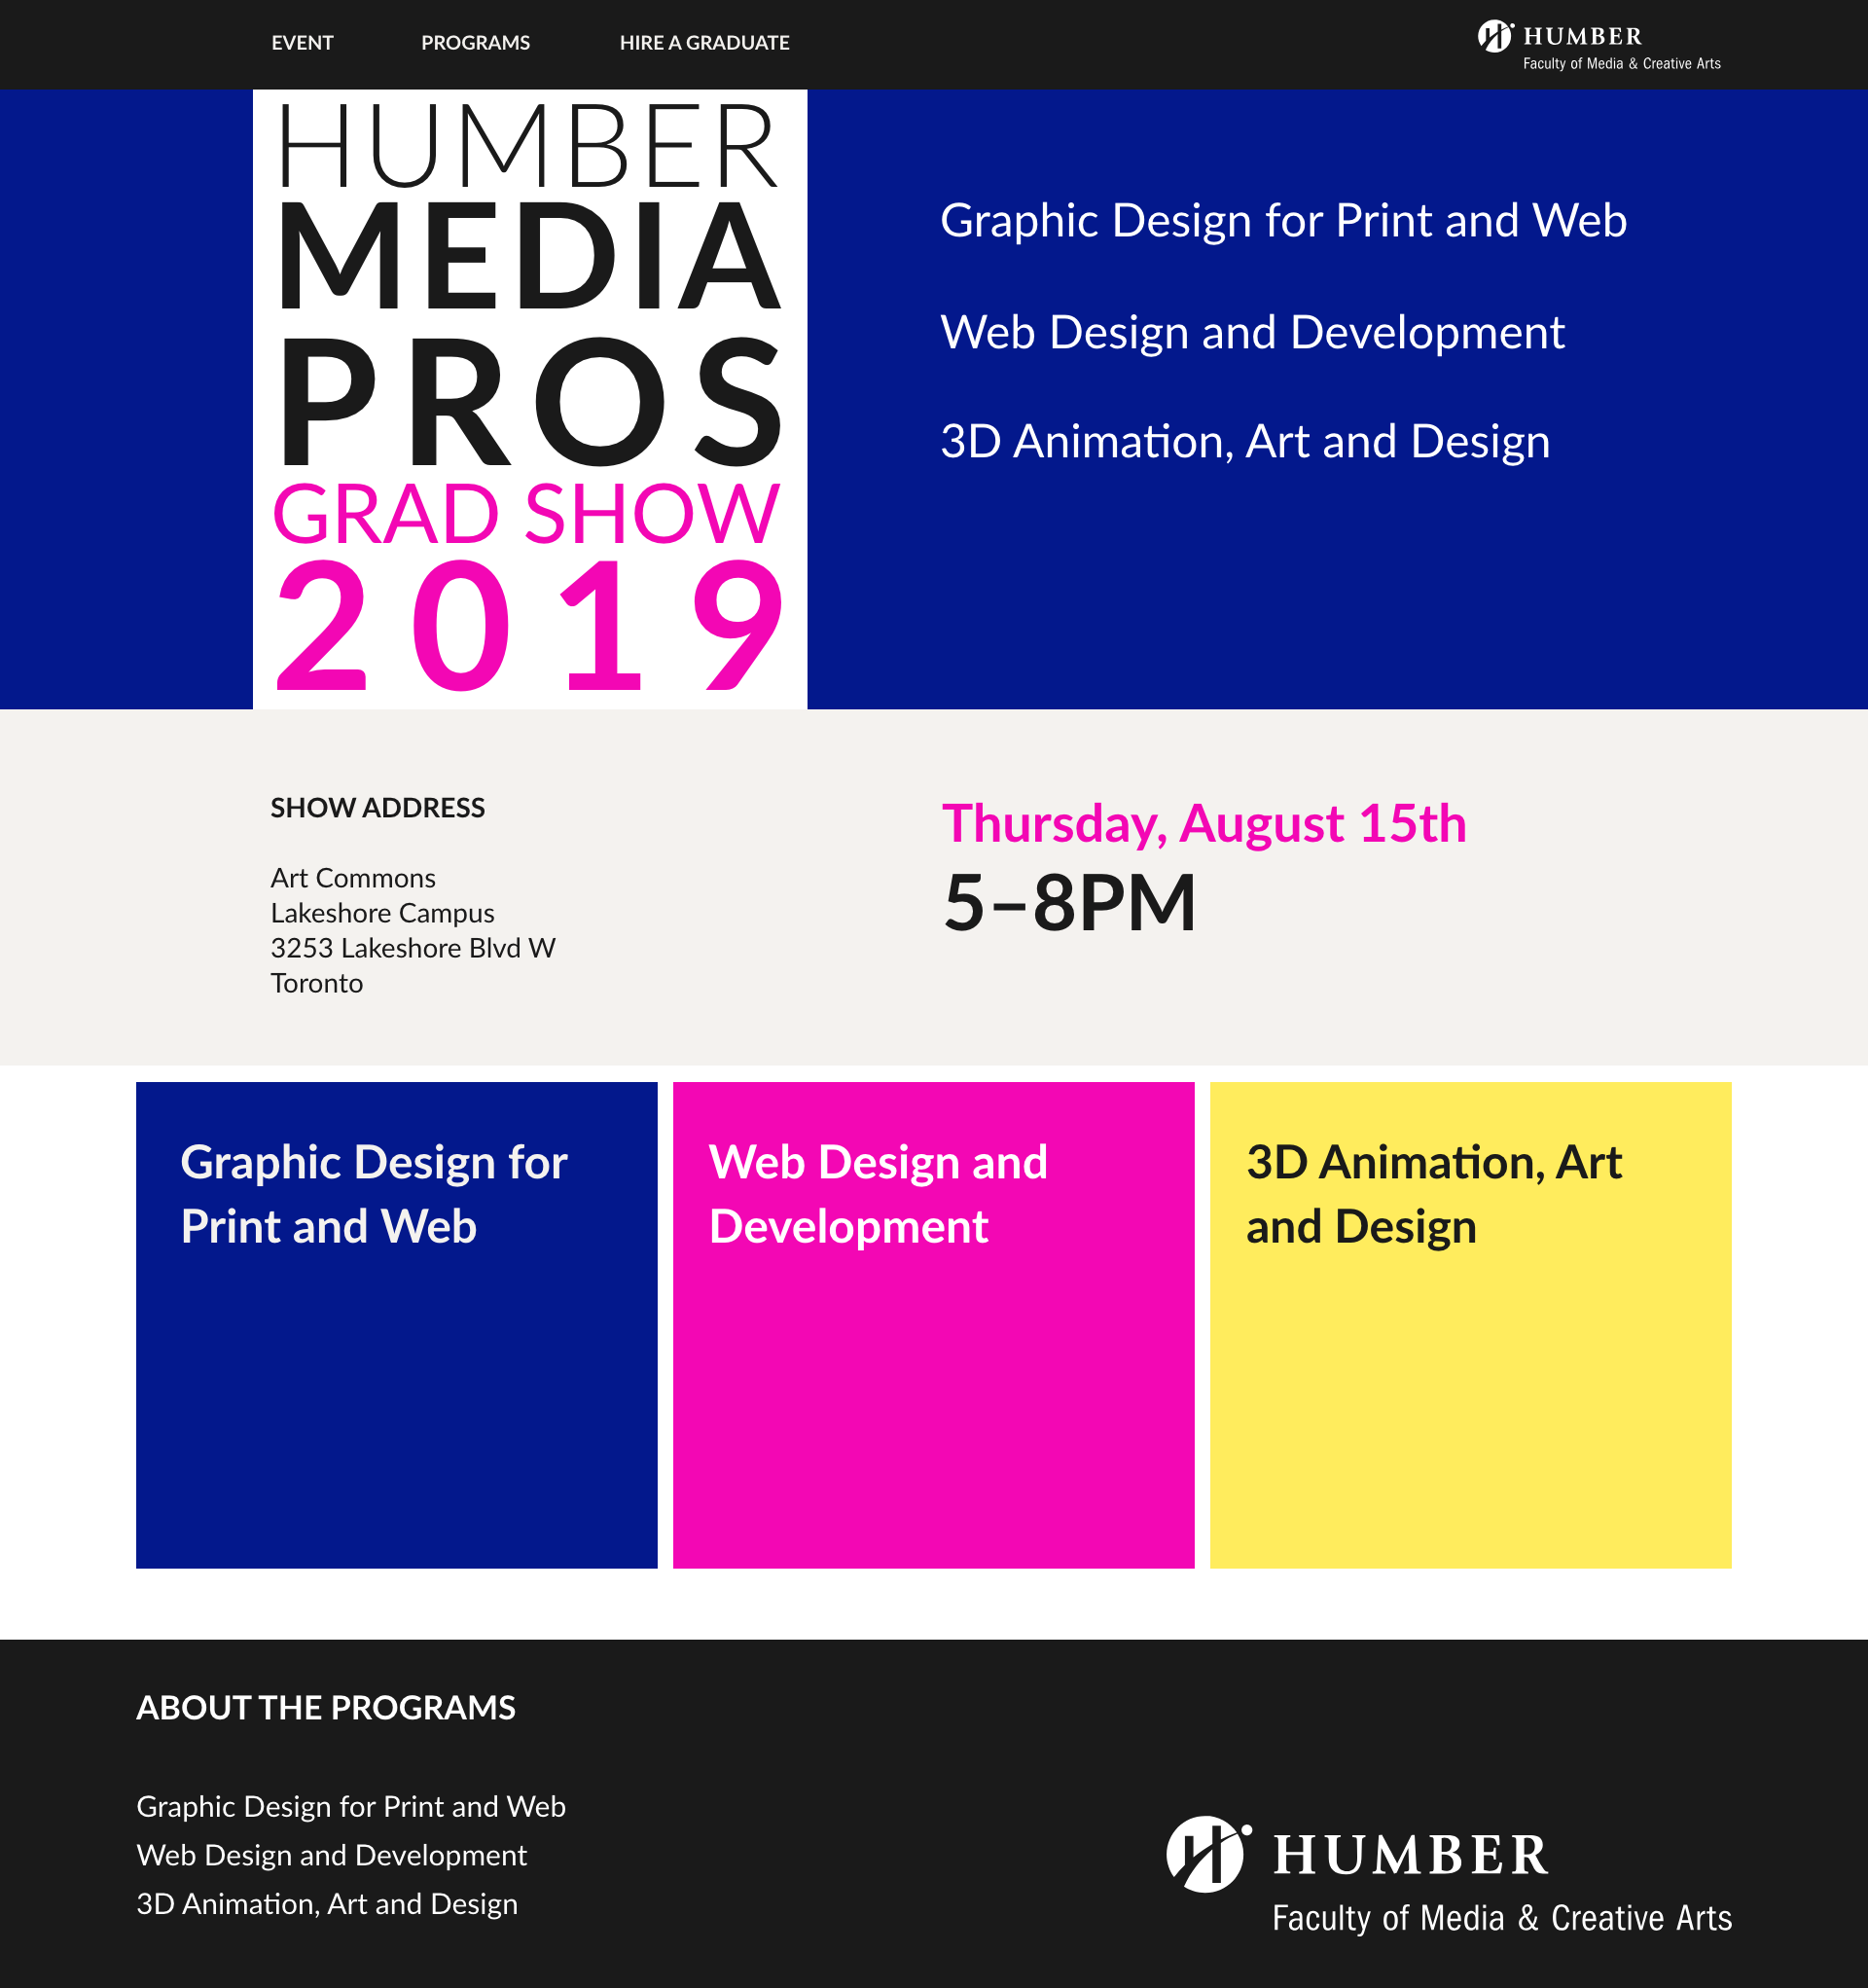 EVENT PROGRAMS HIRE A GRADUATE
HUMBER
Faculty of Media & Creative Arts
HUMBER
MEDIA
PROS
GRAD SHOW
2019
Graphic Design for Print and Web
Web Design and Development
3D Animation, Art and Design
SHOW ADDRESS
Art Commons
Lakeshore Campus
3253 Lakeshore Blvd W
Toronto
Thursday, August 15th
5–8PM
Graphic Design for
Print and Web
Web Design and
Development
3D Animation, Art
and Design
ABOUT THE PROGRAMS
Graphic Design for Print and Web
Web Design and Development
3D Animation, Art and Design
HUMBER
Faculty of Media & Creative Arts